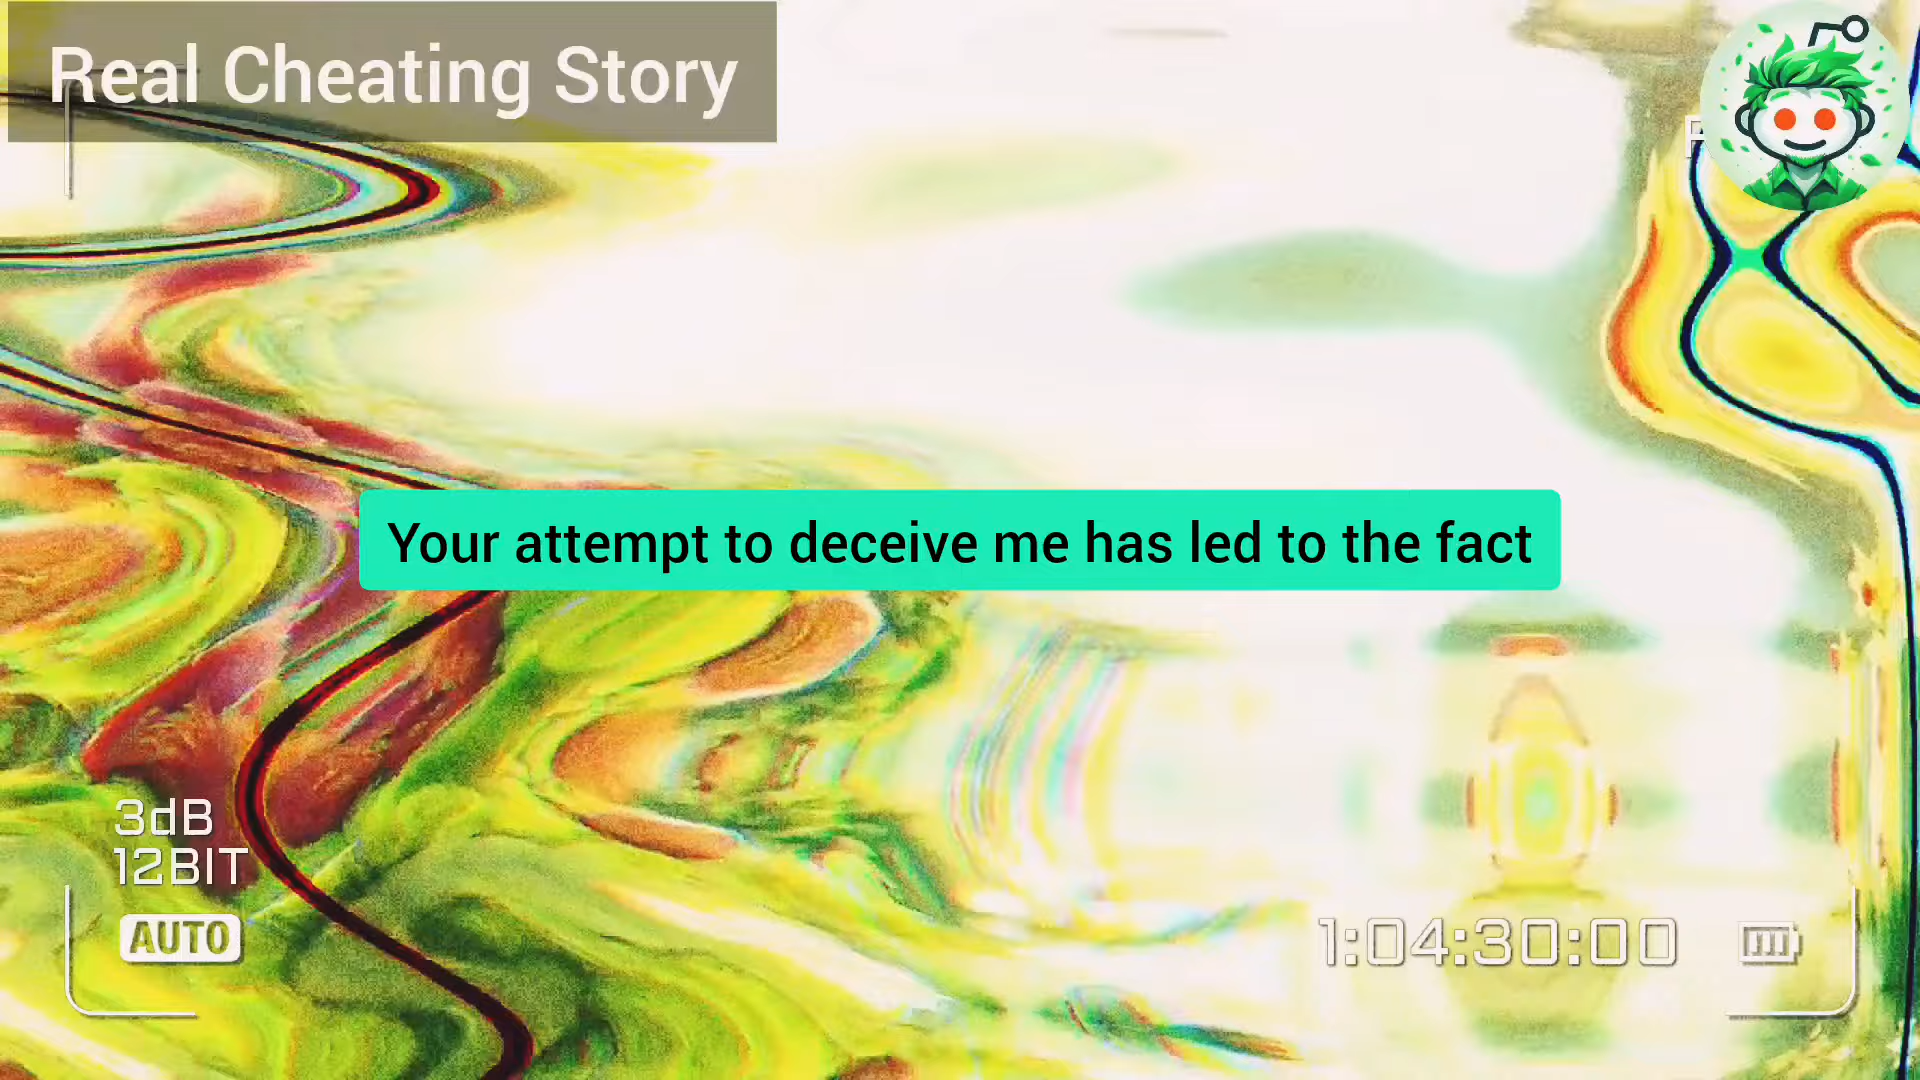 Real Cheating Story
Your attempt to deceive me has led to the fact
3dB
12BIT
AUTO
1:04:30:00